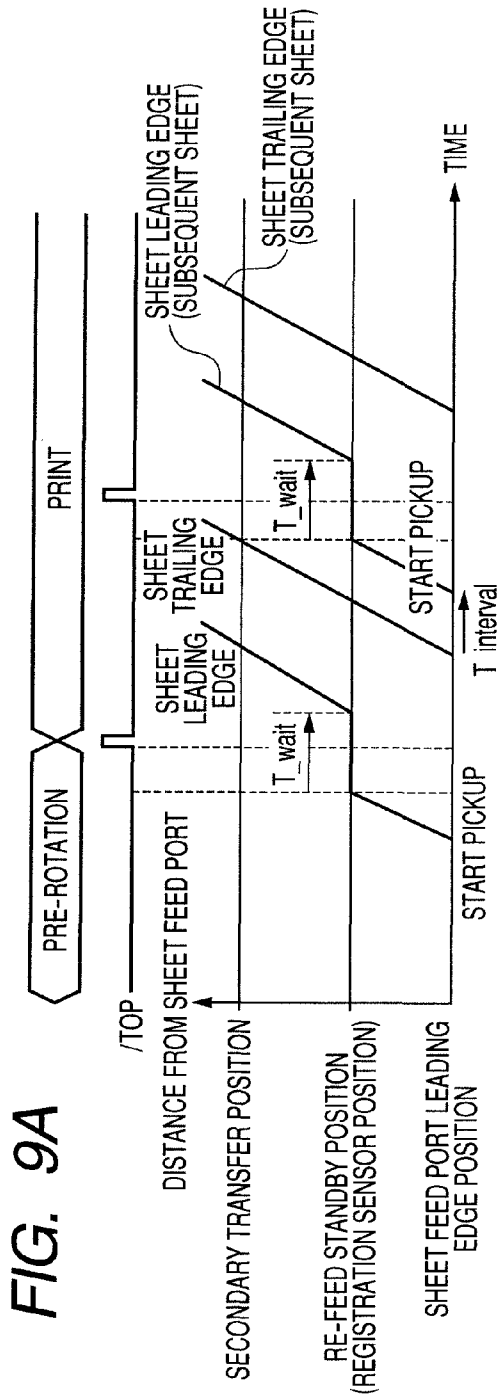 FIG. 9A
PRE-ROTATION
PRINT
/TOP
DISTANCE FROM SHEET FEED PORT
SHEET LEADING EDGE
(SUBSEQUENT SHEET)
SHEET TRAILING EDGE
(SUBSEQUENT SHEET)
SHEET
LEADING
EDGE
SHEET
TRAILING
EDGE
SECONDARY TRANSFER POSITION
T_wait
T_wait
RE-FEED STANDBY POSITION
(REGISTRATION SENSOR POSITION)
START PICKUP
SHEET FEED PORT LEADING
EDGE POSITION
TIME
START PICKUP
T_interval